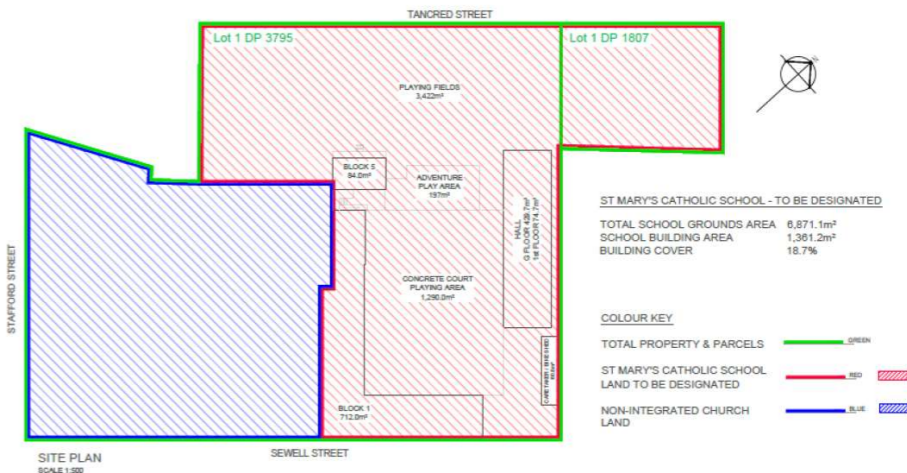 TANCRED STREET
Lot 1 DP 3795
Lot 1 DP 1807
N
PLAYING FIELDS
3,422m²
BLOCK 5
84.0m²
ADVENTURE
PLAY AREA
197m²
HALL
G FLOOR 429.7m²
1st FLOOR 74.7m²
CONCRETE COURT
PLAYING AREA
1,290.0m²
BLOCK 1
712.0m²
STAFFORD STREET
SEWELL STREET
SITE PLAN
SCALE 1:500
ST MARY'S CATHOLIC SCHOOL - TO BE DESIGNATED
TOTAL SCHOOL GROUNDS AREA 6,871.1m²
SCHOOL BUILDING AREA 1,361.2m²
BUILDING COVER 18.7%
COLOUR KEY
TOTAL PROPERTY & PARCELS GREEN
ST MARY'S CATHOLIC SCHOOL
LAND TO BE DESIGNATED RED
NON-INTEGRATED CHURCH
LAND BLUE